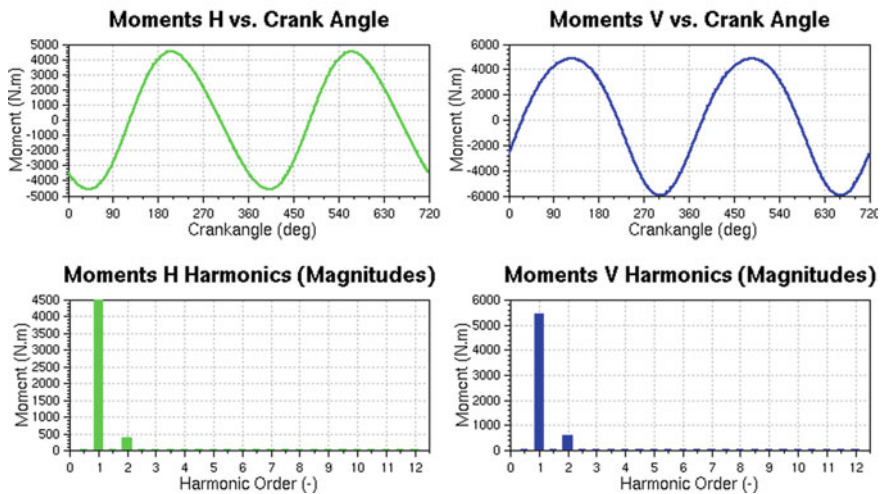 Moments H vs. Crank Angle
Moment (N.m)
5000
4000
3000
2000
1000
0
-1000
-2000
-3000
-4000
-5000
0 90 180 270 360 450 540 630 720
Crankangle (deg)
Moments V vs. Crank Angle
Moment (N.m)
6000
4000
2000
0
-2000
-4000
-6000
0 90 180 270 360 450 540 630 720
Crankangle (deg)
Moments H Harmonics (Magnitudes)
Moment (N.m)
4500
4000
3500
3000
2500
2000
1500
1000
500
0
0 1 2 3 4 5 6 7 8 9 10 11 12
Harmonic Order (-)
Moments V Harmonics (Magnitudes)
Moment (N.m)
6000
5000
4000
3000
2000
1000
0
0 1 2 3 4 5 6 7 8 9 10 11 12
Harmonic Order (-)